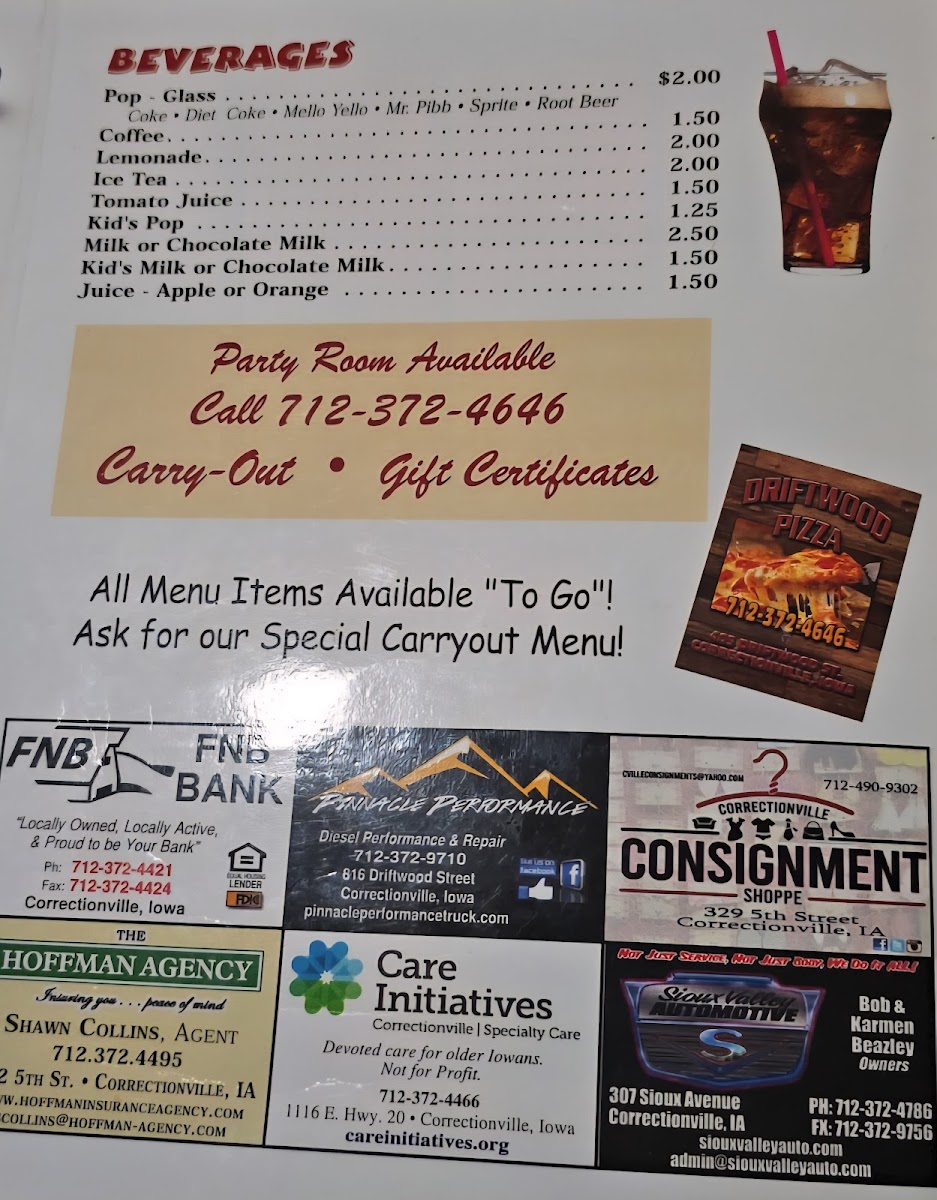 BEVERAGES
Pop - Glass $2.00
Coke • Diet Coke • Mello Yello • Mr. Pibb • Sprite • Root Beer
Coffee 1.50
Lemonade 2.00
Ice Tea 2.00
Tomato Juice 1.50
Kid's Pop 1.25
Milk or Chocolate Milk 2.50
Kid's Milk or Chocolate Milk 1.50
Juice - Apple or Orange 1.50
Party Room Available
Call 712-372-4646
Carry-Out • Gift Certificates
DRIFTWOOD
PIZZA
712-372-4646
DRIFTWOOD ST.
CORRECTIONVILLE, IOWA
All Menu Items Available "To Go"!
Ask for our Special Carryout Menu!
FNB
FNB
BANK
"Locally Owned, Locally Active,
& Proud to be Your Bank"
Ph: 712-372-4421
Fax: 712-372-4424
Correctionville, Iowa
EQUAL HOUSING
LENDER
PINNACLE PERFORMANCE
Diesel Performance & Repair
712-372-9710
816 Driftwood Street
Correctionville, Iowa
pinnacleperformancetruck.com
like us on
facebook
CVILLECONSIGNMENTS@YAHOO.COM
712-490-9302
CORRECTIONVILLE
CONSIGNMENT
SHOPPE
329 5th Street
Correctionville, IA
THE
HOFFMAN AGENCY
Insuring you . . . peace of mind
SHAWN COLLINS, AGENT
712.372.4495
5TH ST. • CORRECTIONVILLE, IA
W.HOFFMANINSURANCEAGENCY.COM
COLLINS@HOFFMAN-AGENCY.COM
Care
Initiatives
Correctionville | Specialty Care
Devoted care for older Iowans.
Not for Profit.
712-372-4466
1116 E. Hwy. 20 • Correctionville, Iowa
careinitiatives.org
NOT JUST SERVICE, NOT JUST BODY, WE DO IT ALL!
Sioux Valley
AUTOMOTIVE
S
Bob &
Karmen
Beazley
Owners
307 Sioux Avenue
Correctionville, IA
PH: 712-372-4786
FX: 712-372-9756
siouxvalleyauto.com
admin@siouxvalleyauto.com